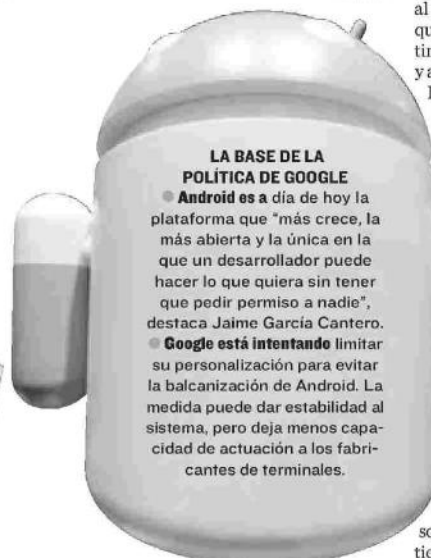 al
que
LA BASE DE LA
POLÍTICA DE GOOGLE
Android es a día de hoy la
plataforma que “más crece, la
más abierta y la única en la
que un desarrollador puede
hacer lo que quiera sin tener
que pedir permiso a nadie”,
destaca Jaime García Cantero.
Google está intentando limitar
su personalización para evitar
la balcanización de Android. La
medida puede dar estabilidad al
sistema, pero deja menos capa-
cidad de actuación a los fabri-
cantes de terminales.